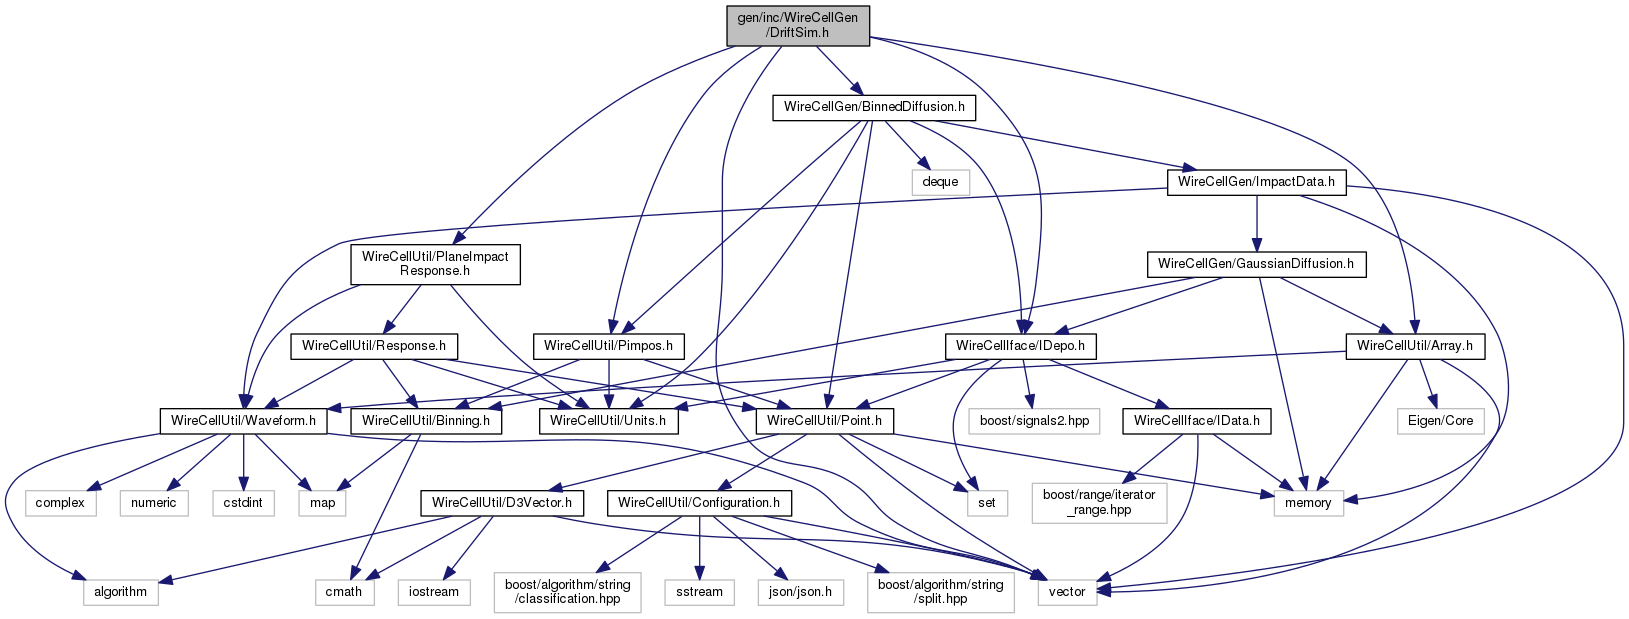 gen/inc/WireCellGen
/DriftSim.h
WireCellGen/BinnedDiffusion.h
deque
WireCellGen/ImpactData.h
WireCellUtil/PlaneImpact
Response.h
WireCellGen/GaussianDiffusion.h
WireCellUtil/Response.h
WireCellUtil/Pimpos.h
WireCellIface/IDepo.h
WireCellUtil/Array.h
WireCellUtil/Waveform.h
WireCellUtil/Binning.h
WireCellUtil/Units.h
WireCellUtil/Point.h
boost/signals2.hpp
WireCellIface/IData.h
Eigen/Core
complex
numeric
cstdint
map
WireCellUtil/D3Vector.h
WireCellUtil/Configuration.h
set
boost/range/iterator
_range.hpp
memory
algorithm
cmath
iostream
boost/algorithm/string
/classification.hpp
sstream
json/json.h
boost/algorithm/string
/split.hpp
vector